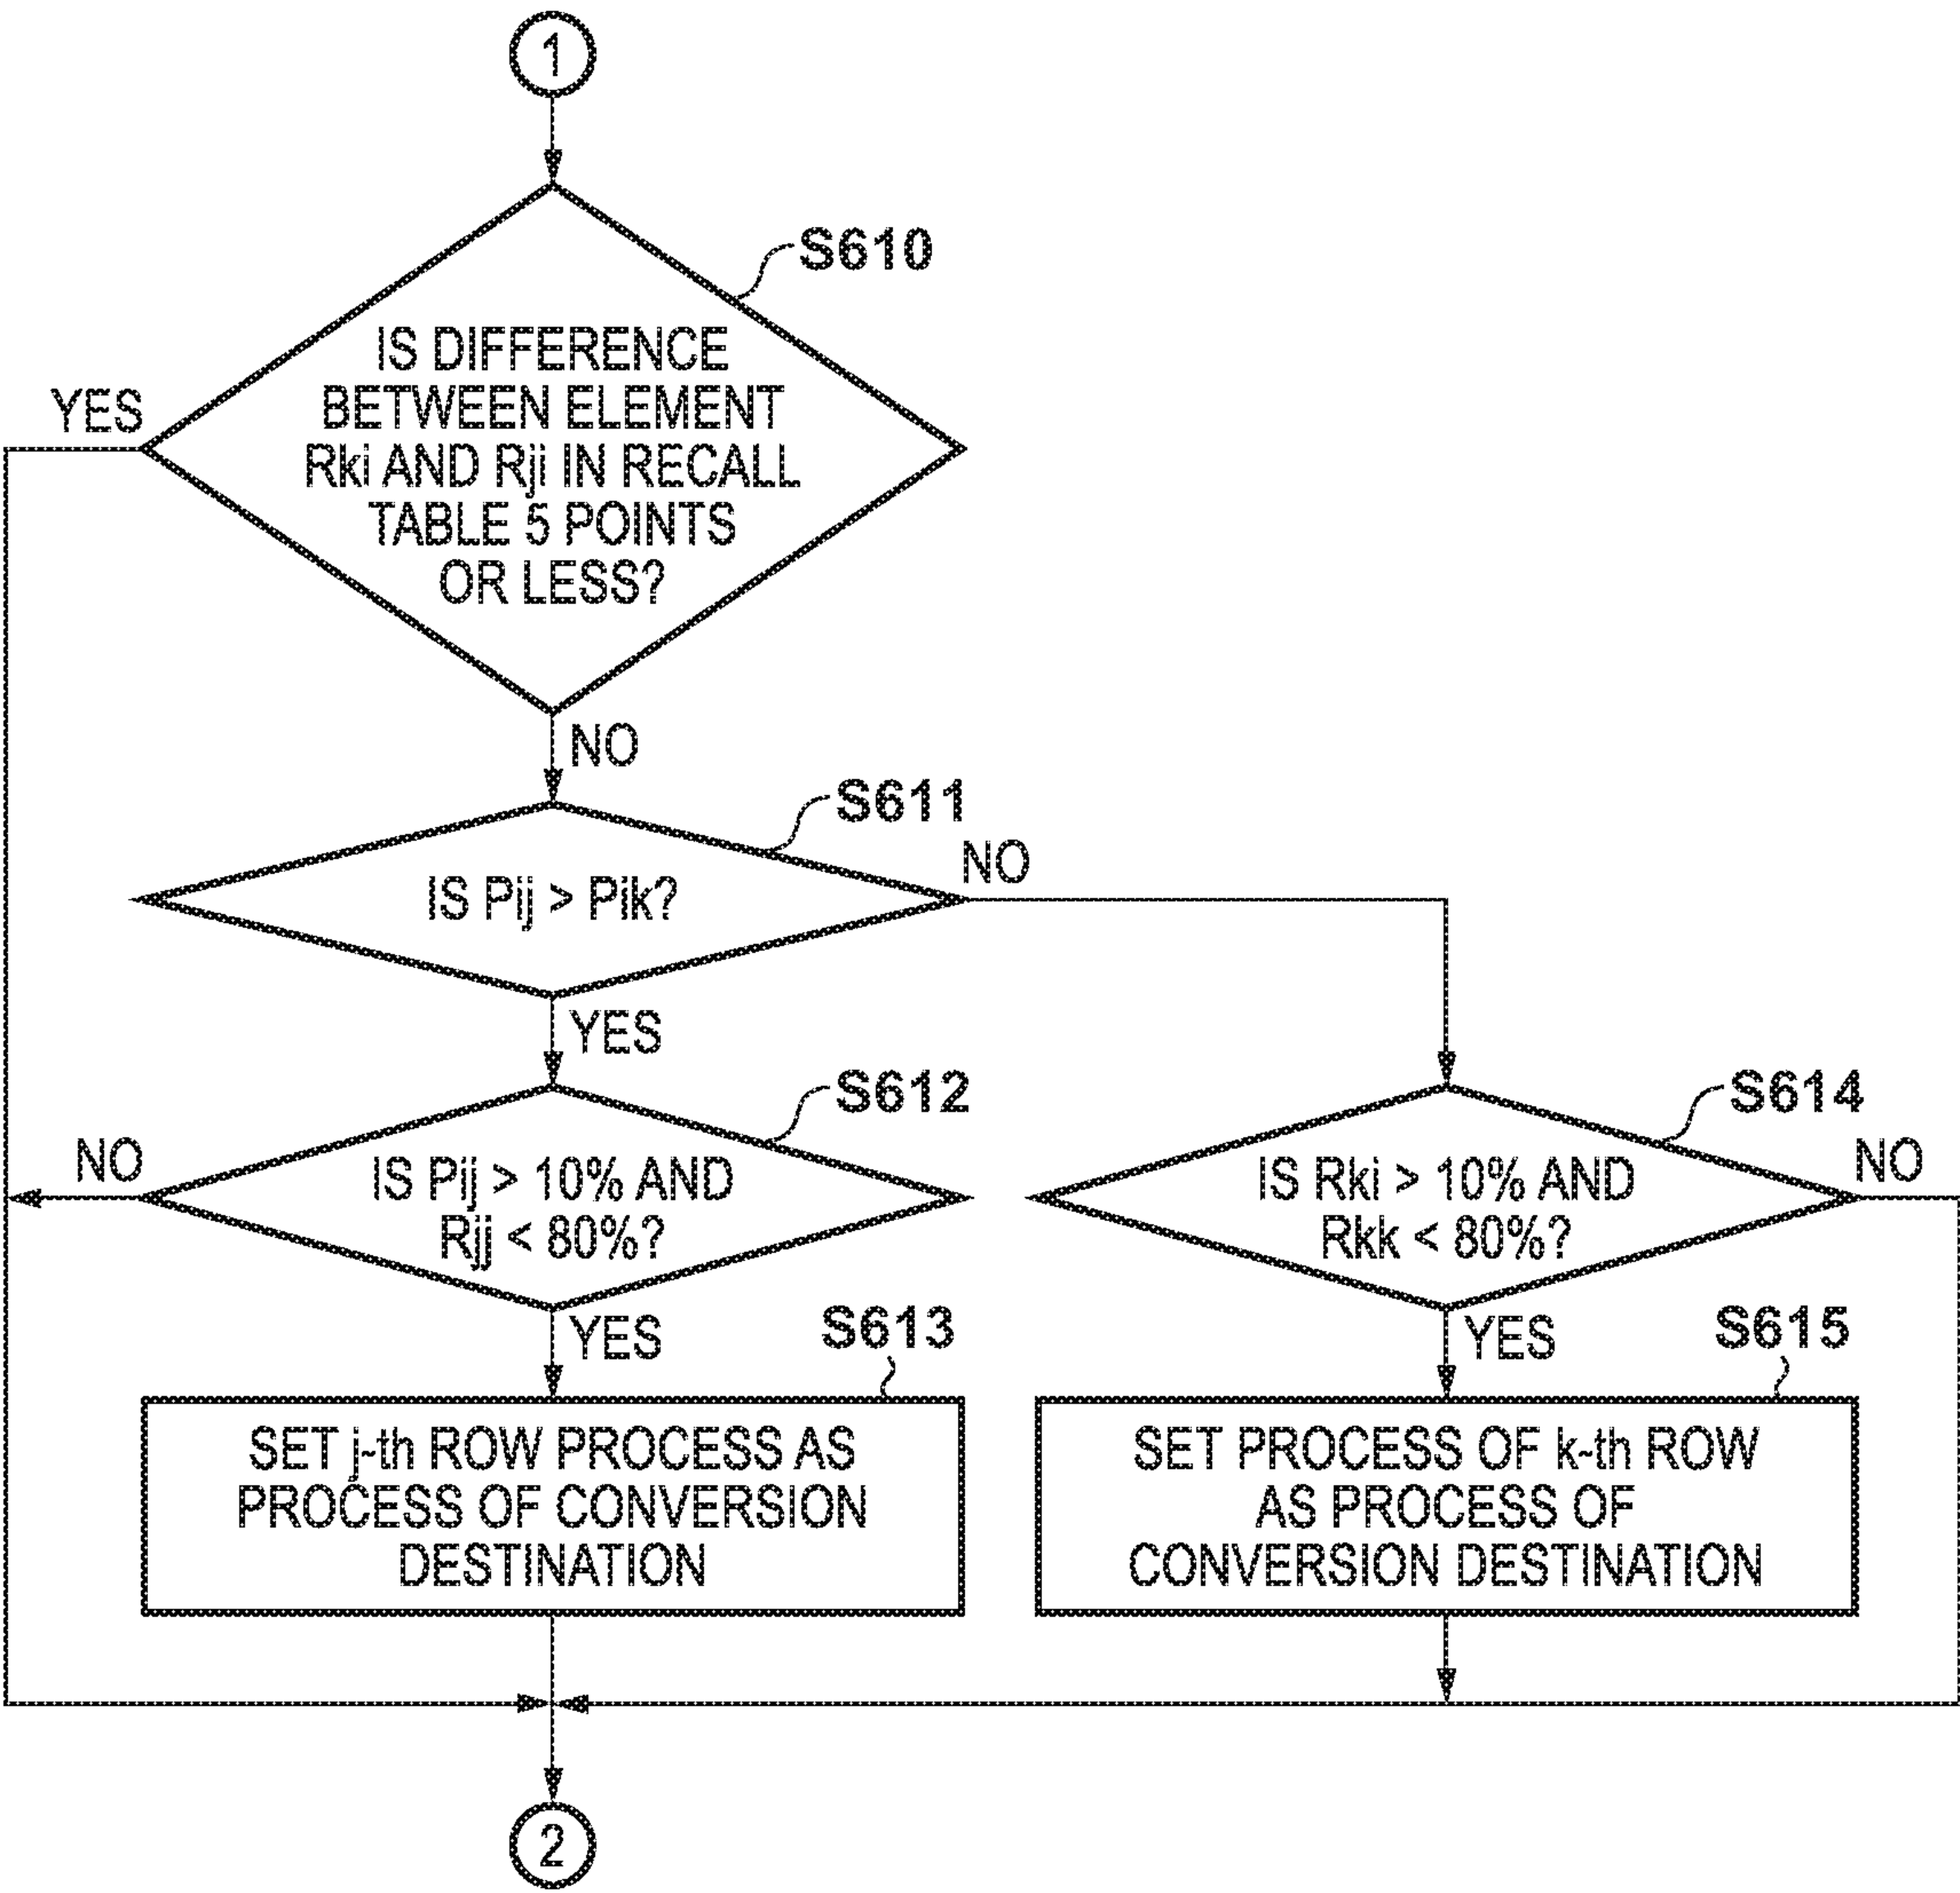 1
S610
IS DIFFERENCE
BETWEEN ELEMENT
Rki AND Rji IN RECALL
TABLE 5 POINTS
OR LESS?
YES
NO
S611
IS Pij > Pik?
NO
YES
S612
IS Pij > 10% AND
Rjj < 80%?
NO
YES
S614
IS Rki > 10% AND
Rkk < 80%?
NO
YES
S613
SET j-th ROW PROCESS AS
PROCESS OF CONVERSION
DESTINATION
S615
SET PROCESS OF k-th ROW
AS PROCESS OF
CONVERSION DESTINATION
2